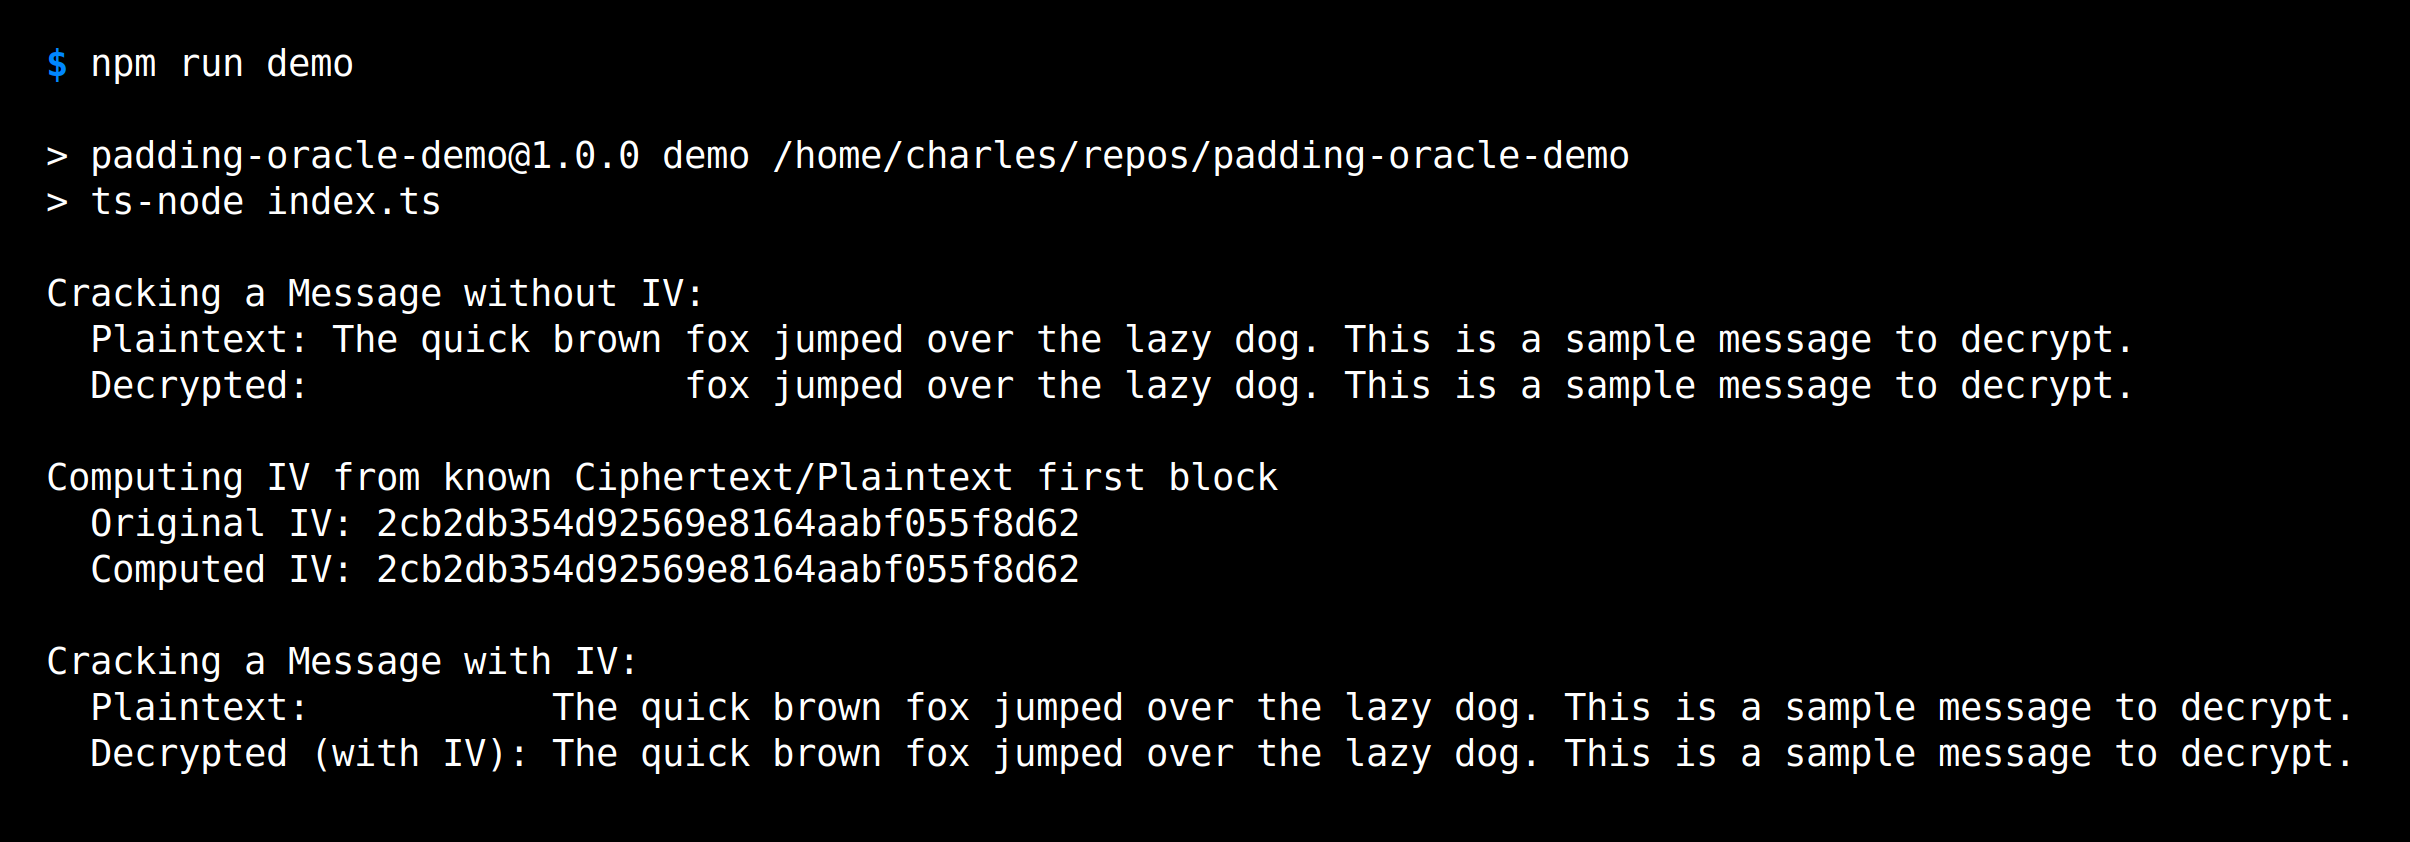 $ npm run demo
> padding-oracle-demo@1.0.0 demo /home/charles/repos/padding-oracle-demo
> ts-node index.ts
Cracking a Message without IV:
Plaintext: The quick brown fox jumped over the lazy dog. This is a sample message to decrypt.
Decrypted:                 fox jumped over the lazy dog. This is a sample message to decrypt.
Computing IV from known Ciphertext/Plaintext first block
Original IV: 2cb2db354d92569e8164aabf055f8d62
Computed IV: 2cb2db354d92569e8164aabf055f8d62
Cracking a Message with IV:
Plaintext:           The quick brown fox jumped over the lazy dog. This is a sample message to decrypt.
Decrypted (with IV): The quick brown fox jumped over the lazy dog. This is a sample message to decrypt.